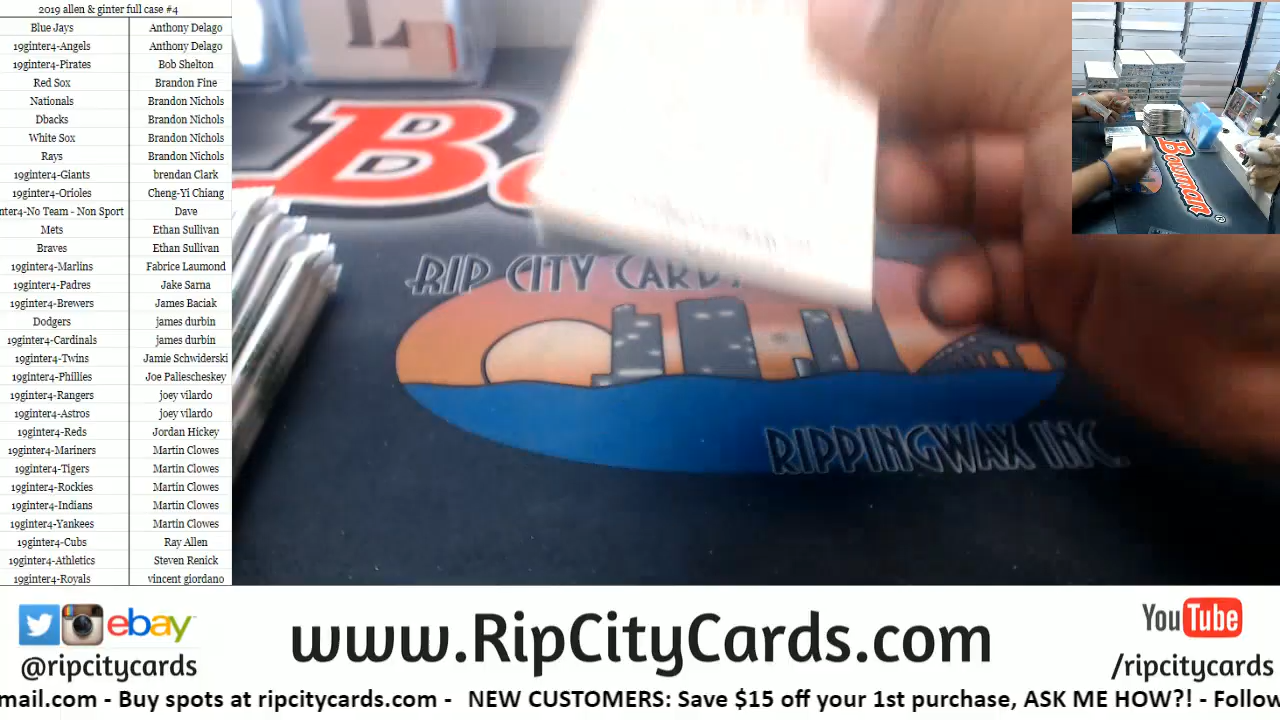 2019 allen & ginter full case #4
Blue Jays Anthony Delago
19ginter4-Angels Anthony Delago
19ginter4-Pirates Bob Shelton
Red Sox Brandon Fine
Nationals Brandon Nichols
Dbacks Brandon Nichols
White Sox Brandon Nichols
Rays Brandon Nichols
19ginter4-Giants brendan Clark
19ginter4-Orioles Cheng-Yi Chiang
nter4-No Team - Non Sport Dave
Mets Ethan Sullivan
Braves Ethan Sullivan
19ginter4-Marlins Fabrice Laumond
19ginter4-Padres Jake Sarna
19ginter4-Brewers James Baciak
Dodgers james durbin
19ginter4-Cardinals james durbin
19ginter4-Twins Jamie Schwiderski
19ginter4-Phillies Joe Paliescheskey
19ginter4-Rangers joey vilardo
19ginter4-Astros joey vilardo
19ginter4-Reds Jordan Hickey
19ginter4-Mariners Martin Clowes
19ginter4-Tigers Martin Clowes
19ginter4-Rockies Martin Clowes
19ginter4-Indians Martin Clowes
19ginter4-Yankees Martin Clowes
19ginter4-Cubs Ray Allen
19ginter4-Athletics Steven Renick
19ginter4-Royals vincent giordano
L
Bo
RIP CITY CARD
RIPPINGWAX INC.
Bowman
ebay
@ripcitycards
www.RipCityCards.com
YouTube
/ripcitycards
mail.com - Buy spots at ripcitycards.com - NEW CUSTOMERS: Save $15 off your 1st purchase, ASK ME HOW?! - Follow